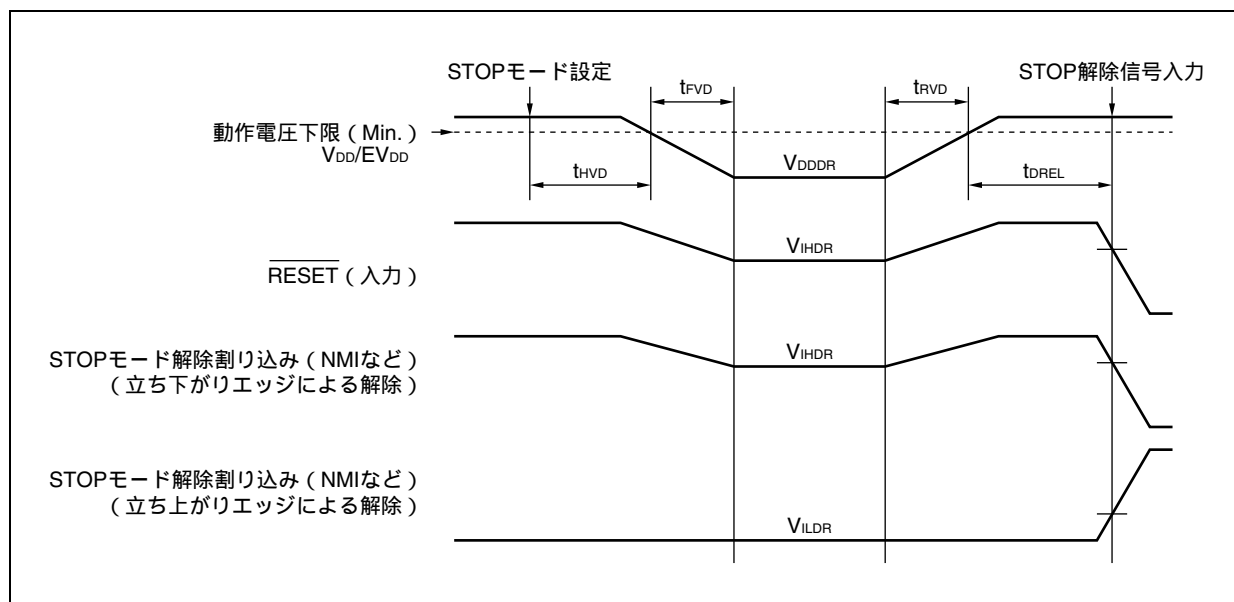 STOPモード設定
STOP解除信号入力
tFVD
tRVD
動作電圧下限（Min.）
VDD/EVDD
tHVD
VDDDR
tDREL
RESET（入力）
VIHDR
STOPモード解除割り込み（NMIなど）
（立ち下がりエッジによる解除）
VIHDR
STOPモード解除割り込み（NMIなど）
（立ち上がりエッジによる解除）
VILDR